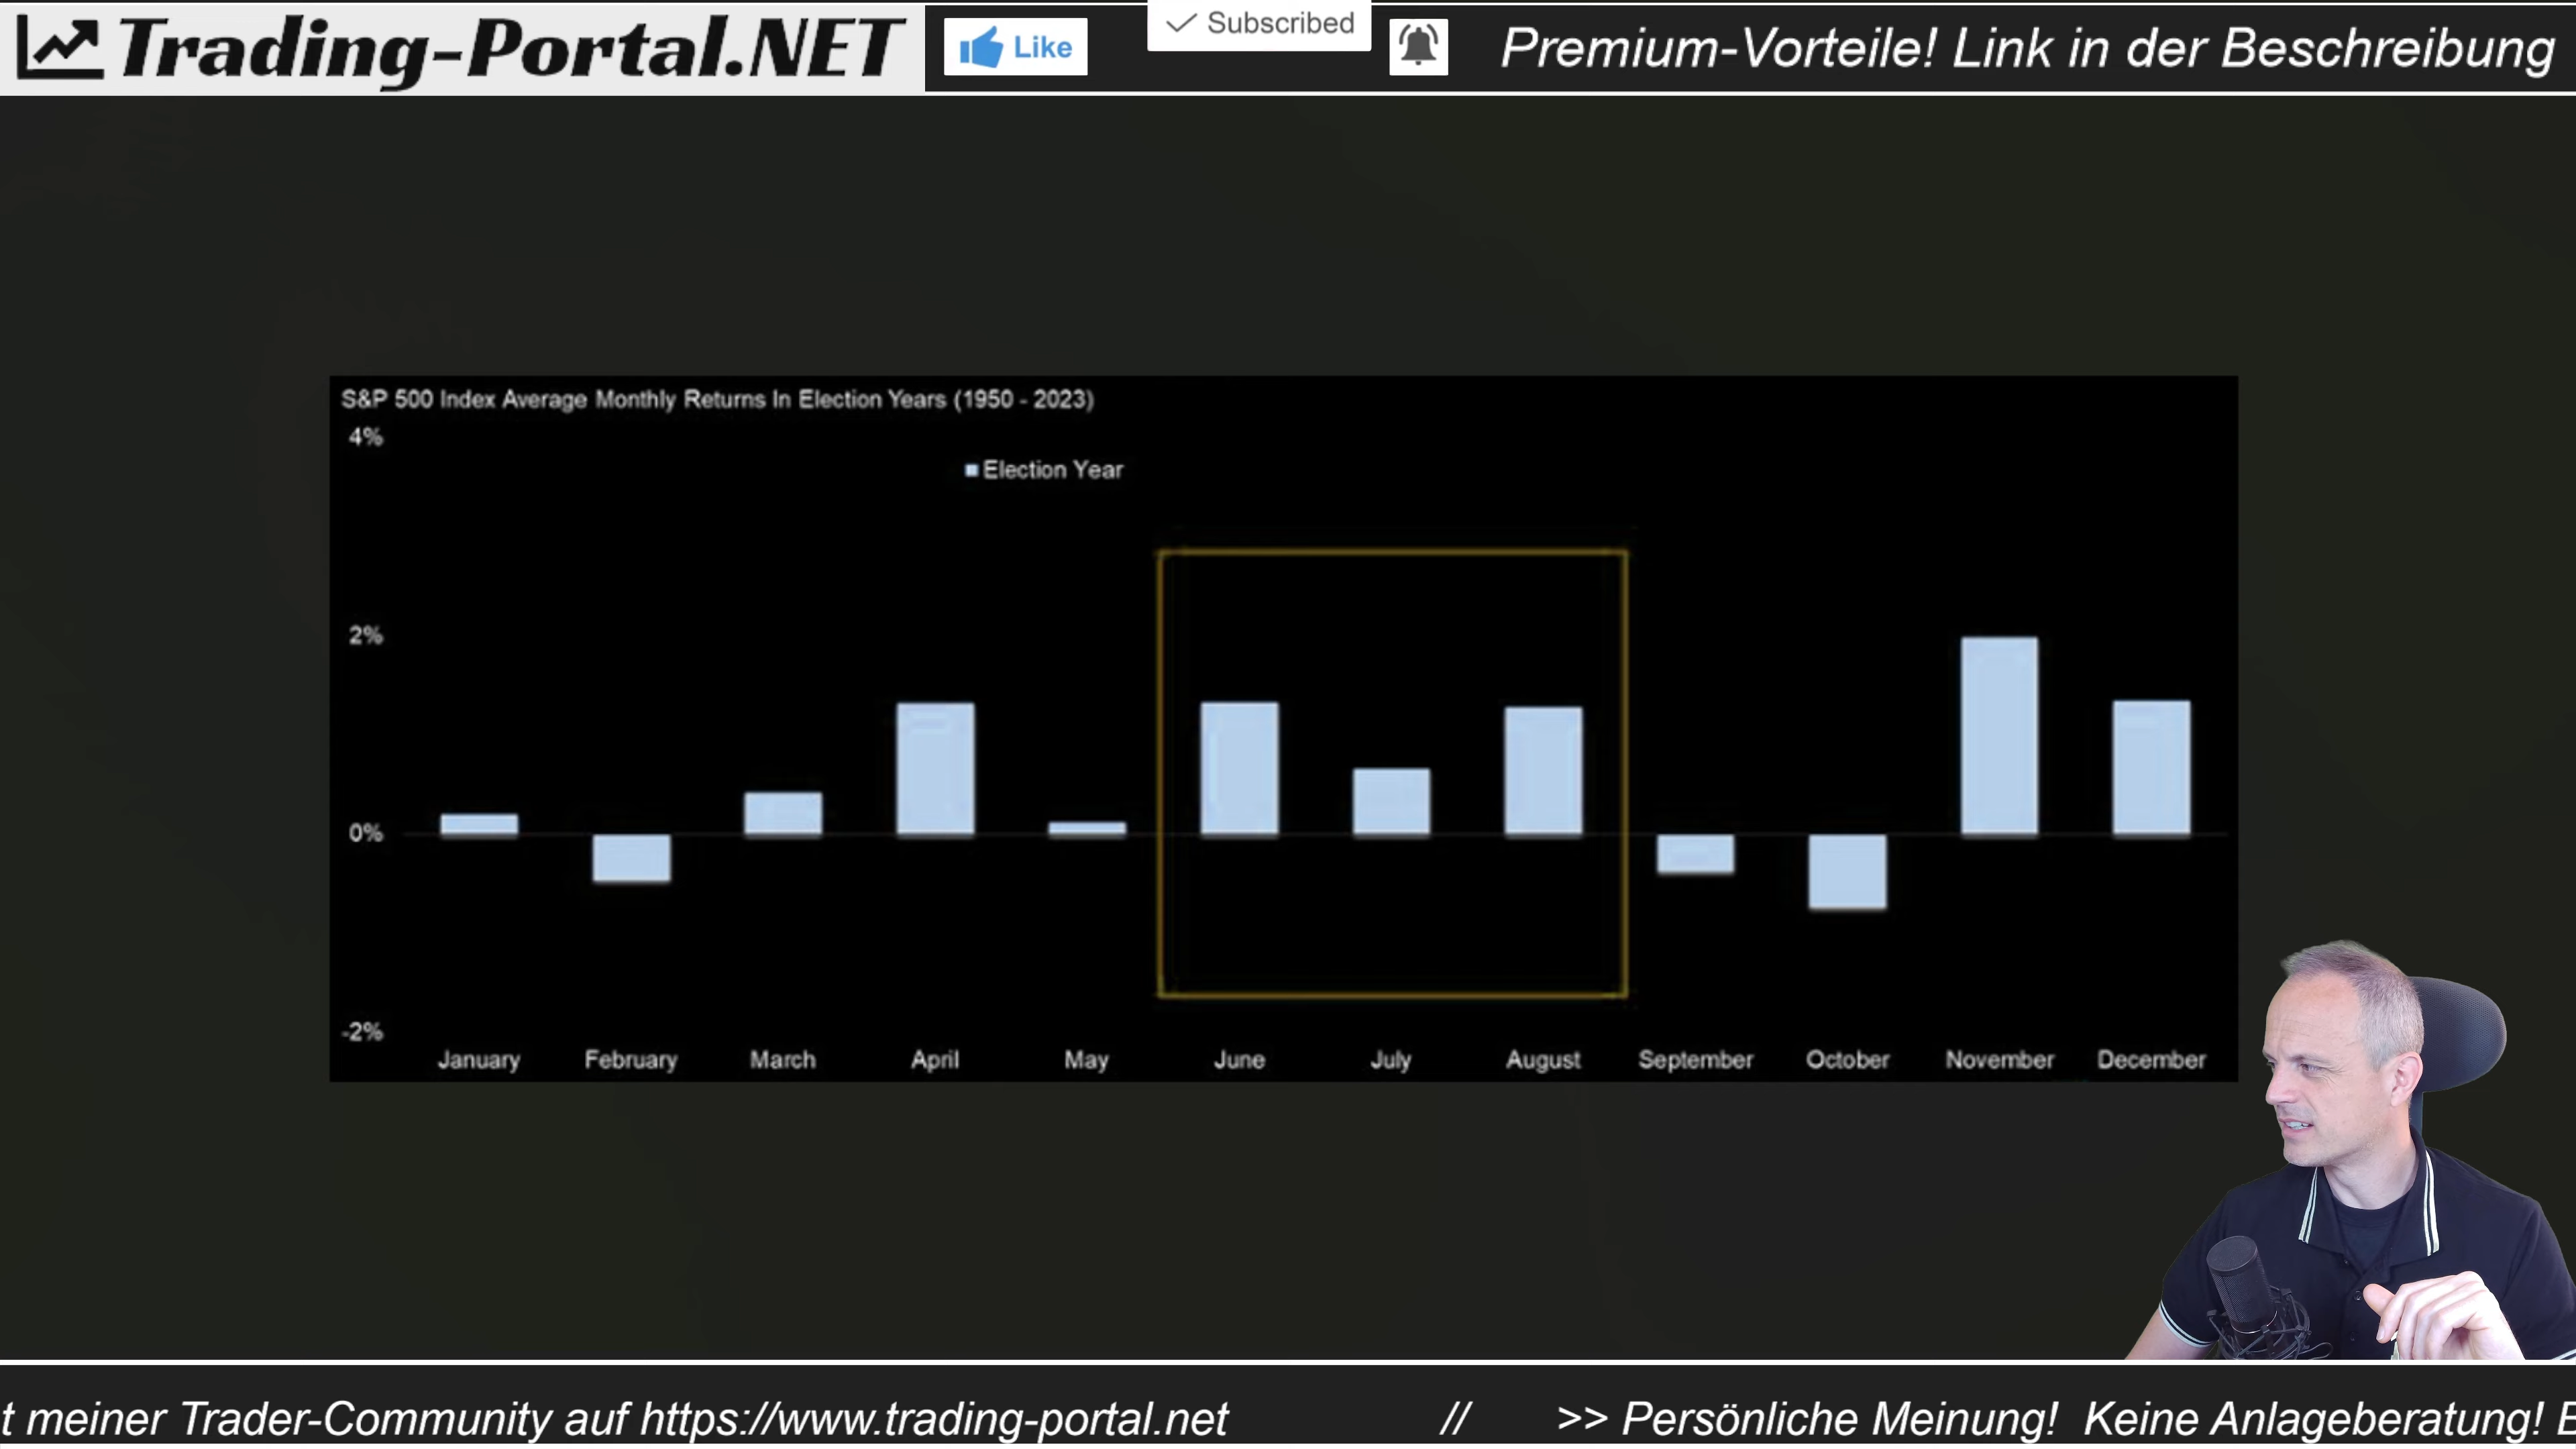 Trading-Portal.NET
Like
Subscribed
Premium-Vorteile! Link in der Beschreibung
S&P 500 Index Average Monthly Returns In Election Years (1950 - 2023)
4%
Election Year
2%
0%
-2%
January February March April May June July August September October November December
t meiner Trader-Community auf https://www.trading-portal.net // >> Persönliche Meinung! Keine Anlageberatung! E